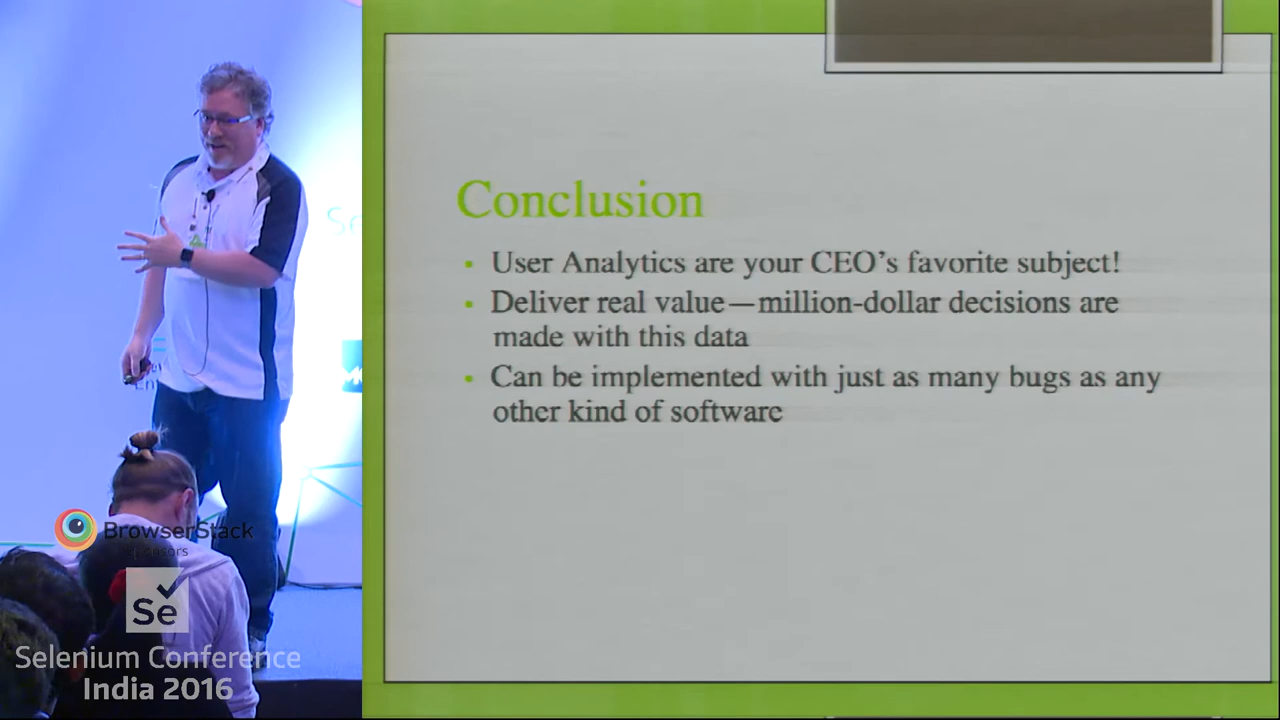 Conclusion
User Analytics are your CEO's favorite subject!
Deliver real value—million-dollar decisions are
made with this data
Can be implemented with just as many bugs as any
other kind of software
BrowserStack
Se
Selenium Conference
India 2016